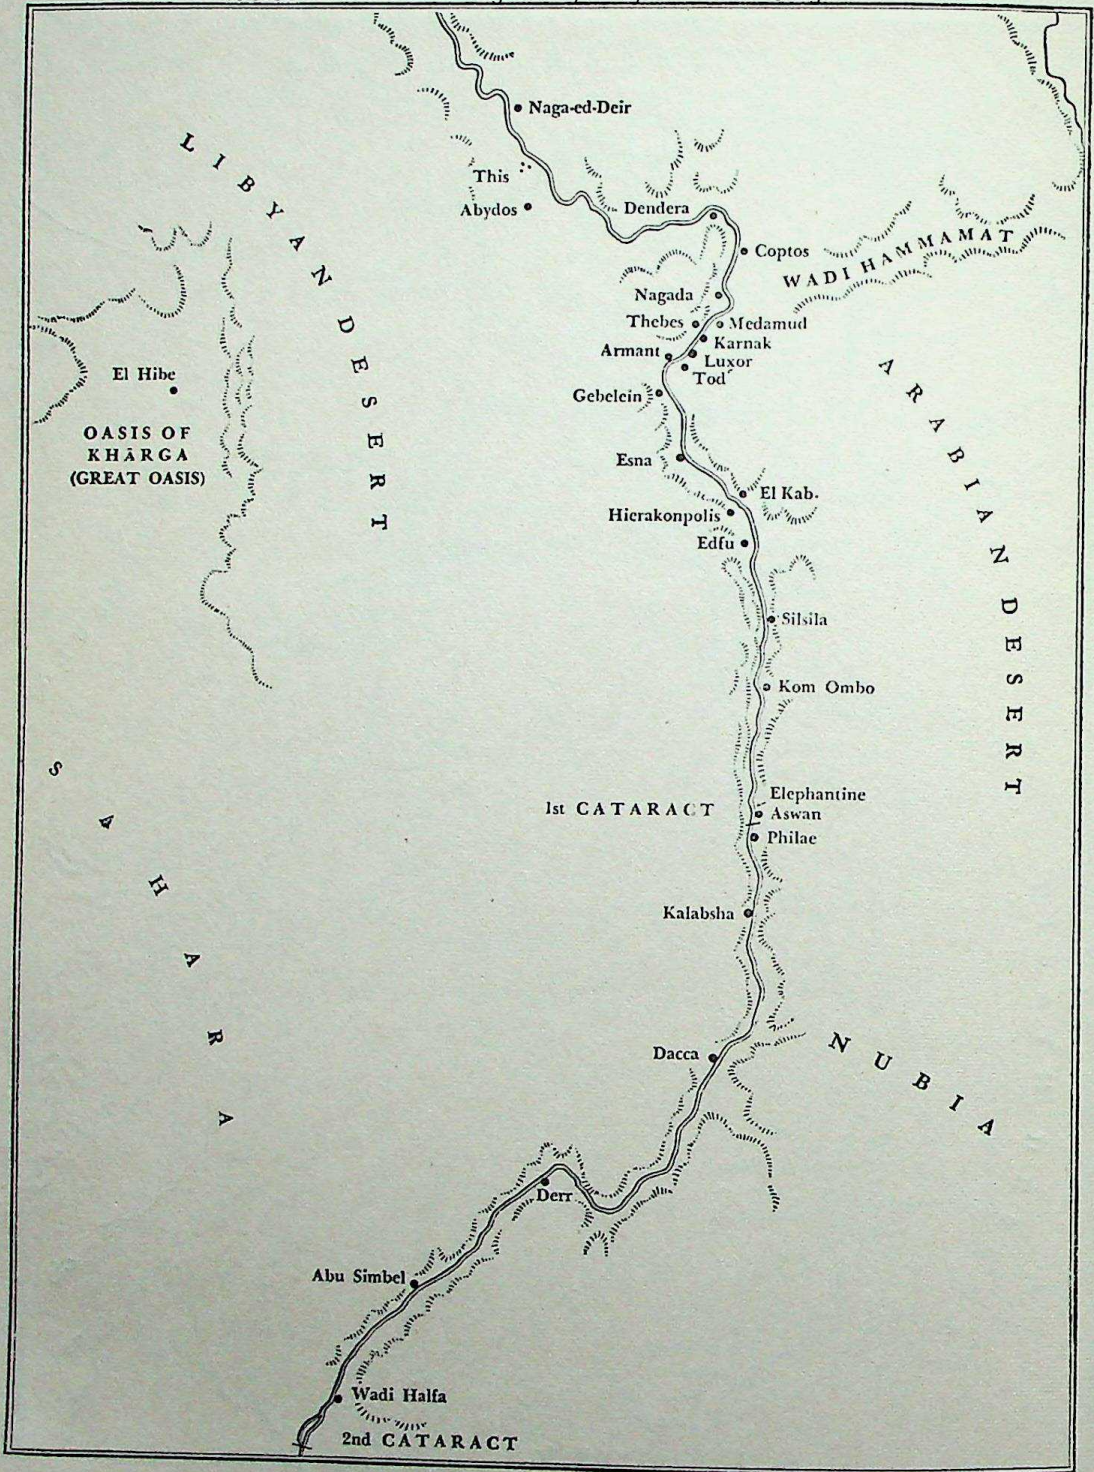 Naga-ed-Deir
LIBYAN DESERT
This
Abydos
Dendera
Coptos
WADI HAMMAMAT
Nagada
Thebes
Medamud
Karnak
Armant
Luxor
Tod
El Hibe
Gebelein
ARABIAN DESERT
OASIS OF
KHĀRGA
(GREAT OASIS)
Esna
El Kab.
Hierakonpolis
Edfu
Silsila
Kom Ombo
SAHARA
Elephantine
1st CATARACT
Aswan
Philae
Kalabsha
NUBIA
Dacca
Derr
Abu Simbel
Wadi Halfa
2nd CATARACT